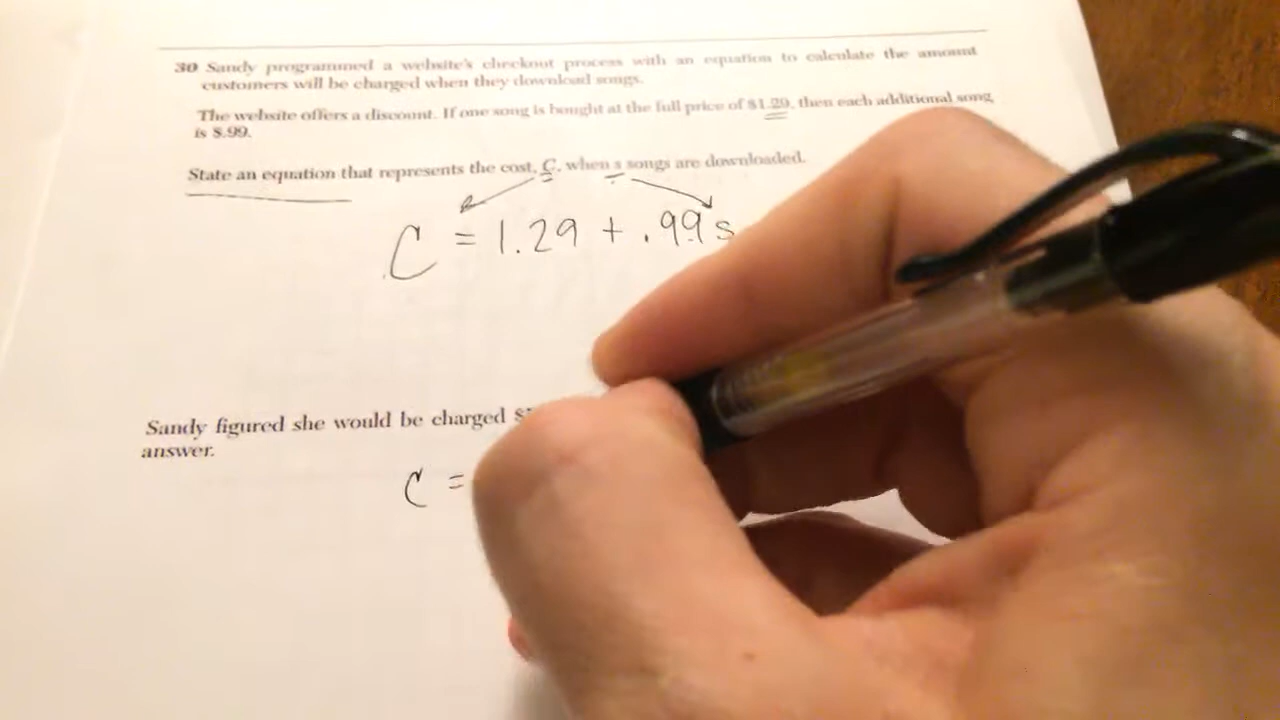 30 Sandy programmed a website's checkout process with an equation to calculate the amount
customers will be charged when they download songs.
The website offers a discount. If one song is bought at the full price of $1.29, then each additional song
is $.99.
State an equation that represents the cost, C, when s songs are downloaded.
C = 1.29 + .99s
Sandy figured she would be charged
answer.
C =